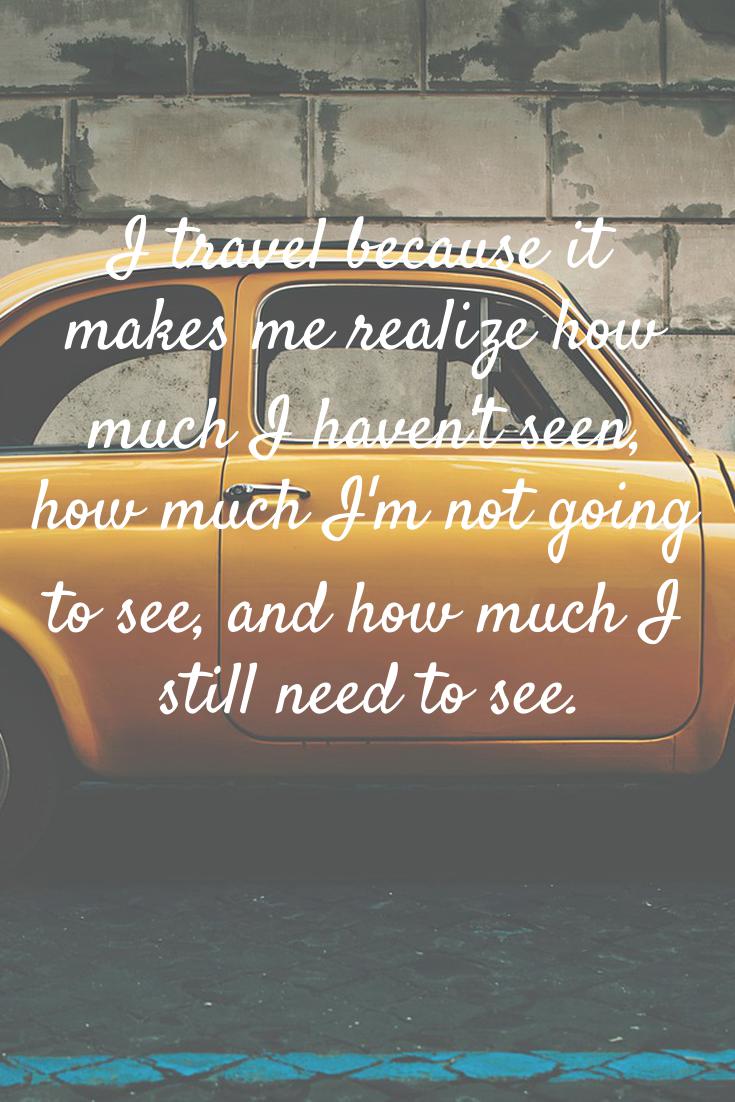 I travel because it
makes me realize how
much I haven't seen,
how much I'm not going
to see, and how much I
still need to see.